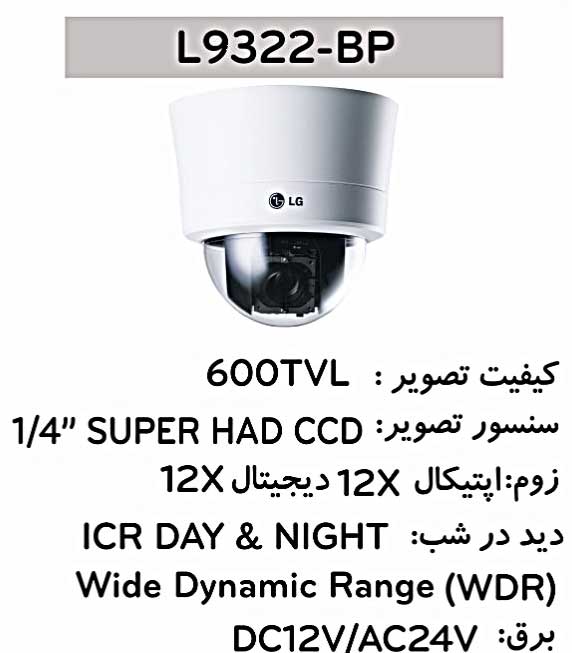 L9322-BP
LG
کیفیت تصویر : 600TVL
سنسور تصویر: 1/4” SUPER HAD CCD
زوم:اپتیکال 12X دیجیتال 12X
دید در شب: ICR DAY & NIGHT
Wide Dynamic Range (WDR)
برق: DC12V/AC24V